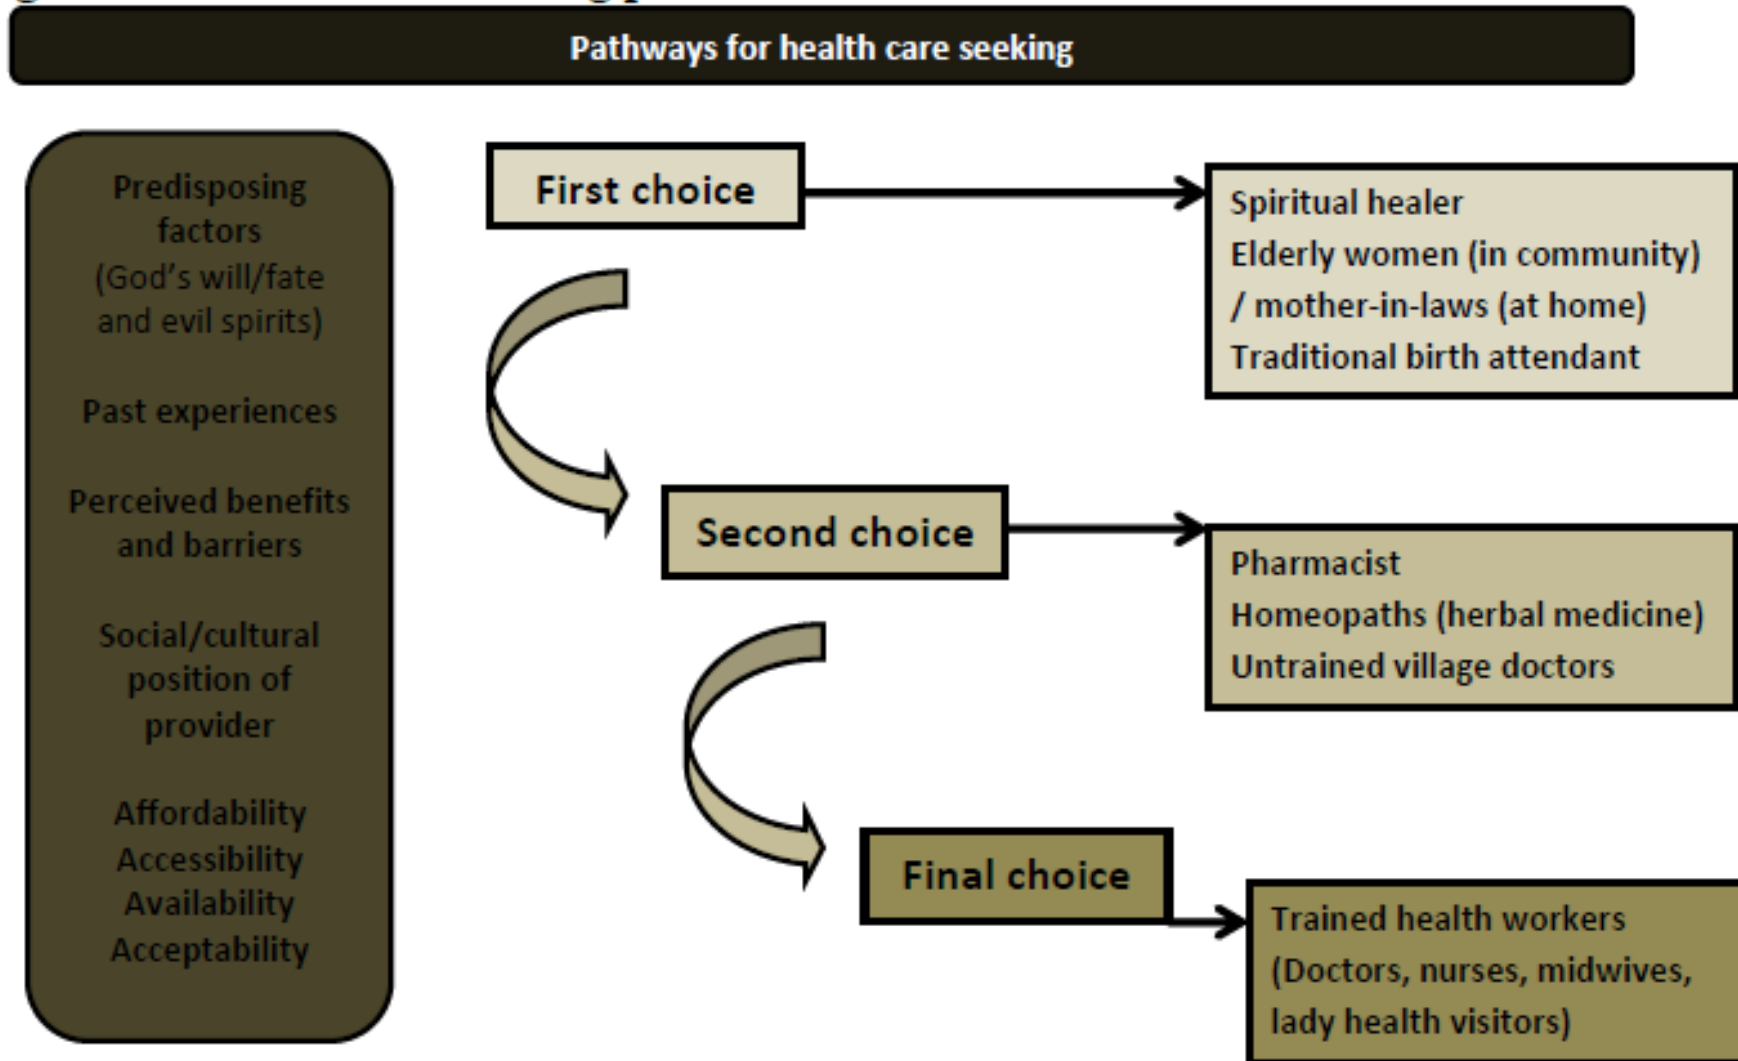 Pathways for health care seeking
Predisposing
factors
(God's will/fate
and evil spirits)
Past experiences
Perceived benefits
and barriers
Social/cultural
position of
provider
Affordability
Accessibility
Availability
Acceptability
First choice
Spiritual healer
Elderly women (in community)
/ mother-in-laws (at home)
Traditional birth attendant
Second choice
Pharmacist
Homeopaths (herbal medicine)
Untrained village doctors
Final choice
Trained health workers
(Doctors, nurses, midwives,
lady health visitors)